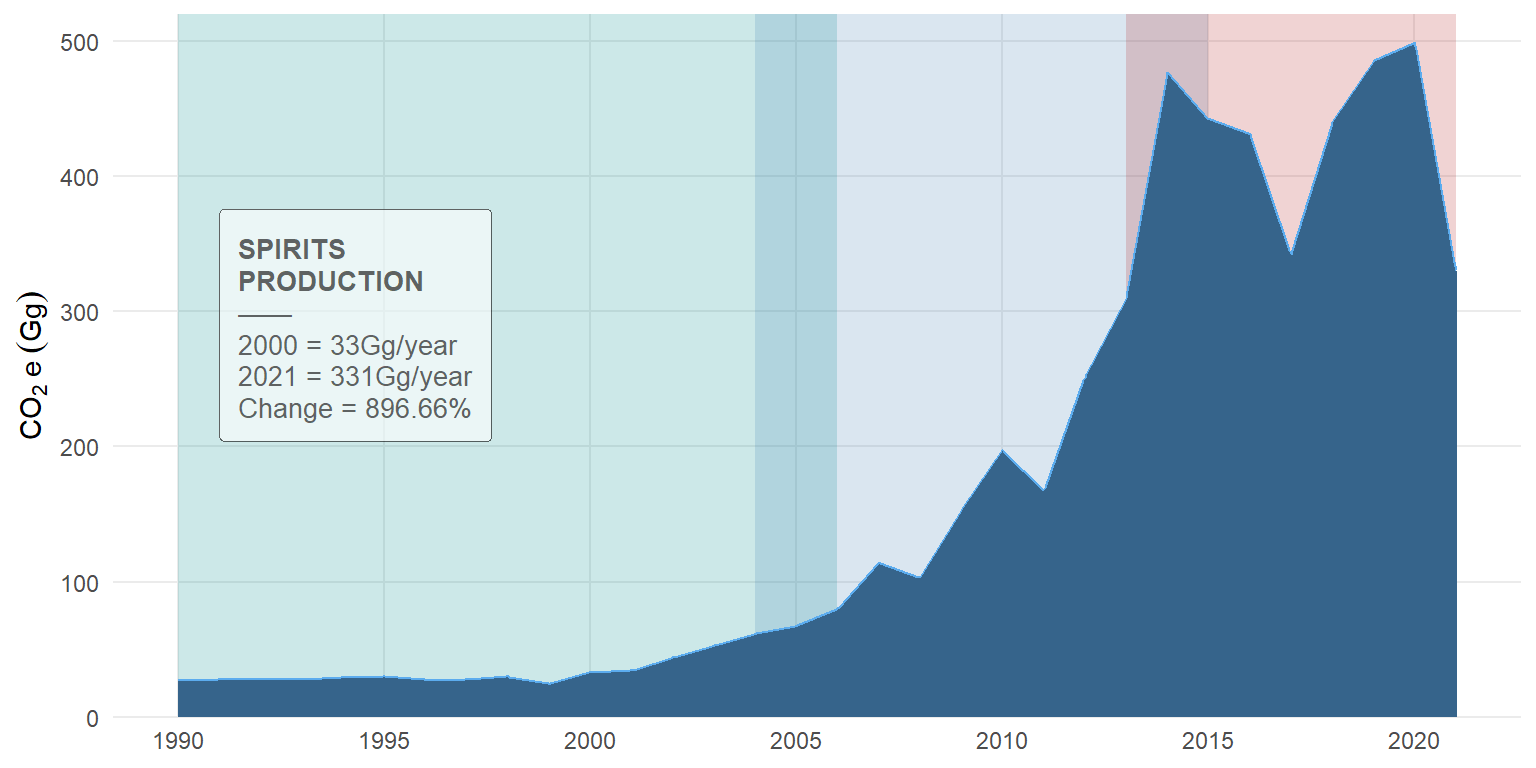 500
400
300
200
100
0
CO₂ e (Gg)
SPIRITS
PRODUCTION
2000 = 33Gg/year
2021 = 331Gg/year
Change = 896.66%
1990 1995 2000 2005 2010 2015 2020